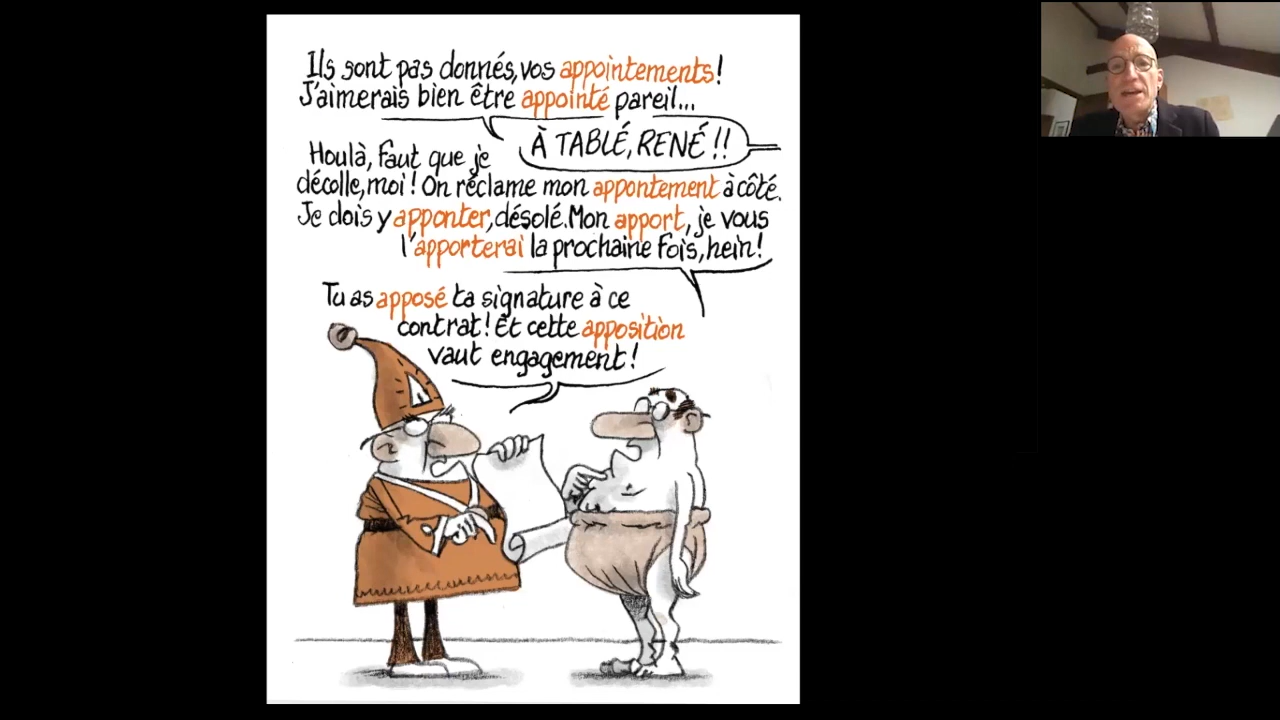 Ils sont pas donnés, vos appointements !
J'aimerais bien être appointé pareil...
À TABLÉ, RENÉ !!
Houlà, faut que je
décolle, moi ! On réclame mon appontement à côté.
Je dois y apponter, désolé. Mon apport, je vous
l'apporterai la prochaine fois, hein !
Tu as apposé ta signature à ce
contrat ! Et cette apposition
vaut engagement !